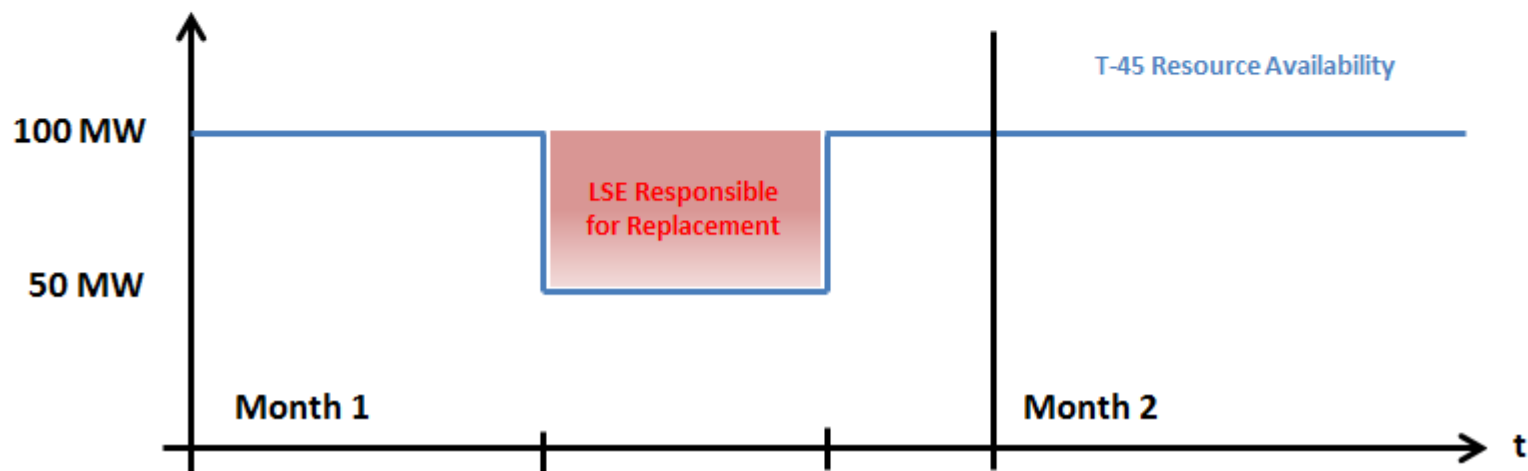 T-45 Resource Availability
100 MW
LSE Responsible
for Replacement
50 MW
Month 1
Month 2
t